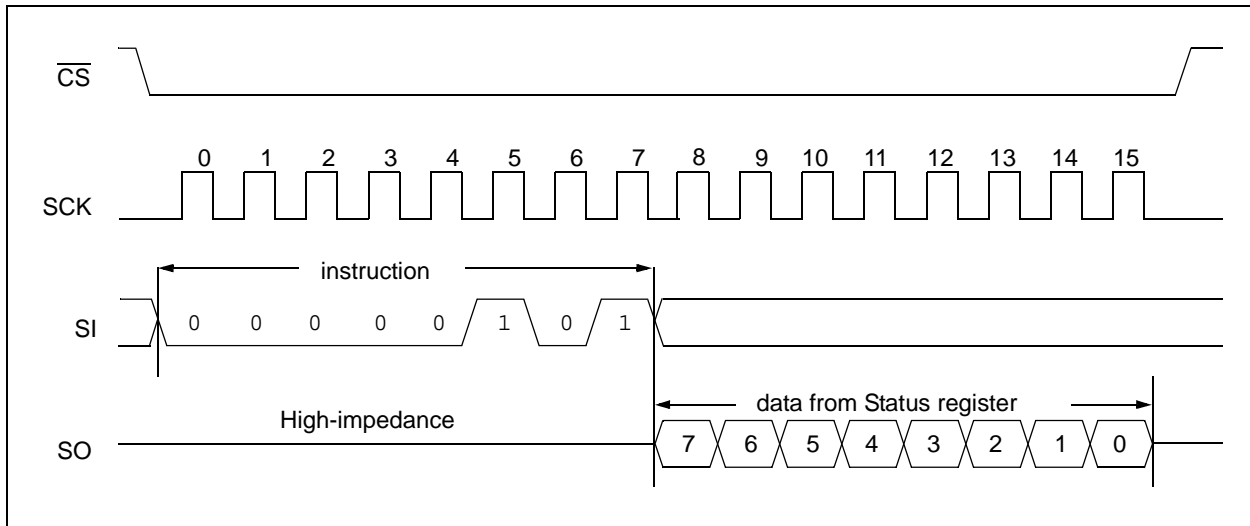 CS
0 1 2 3 4 5 6 7 8 9 10 11 12 13 14 15
SCK
instruction
SI 0 0 0 0 0 1 0 1
data from Status register
High-impedance
SO 7 6 5 4 3 2 1 0